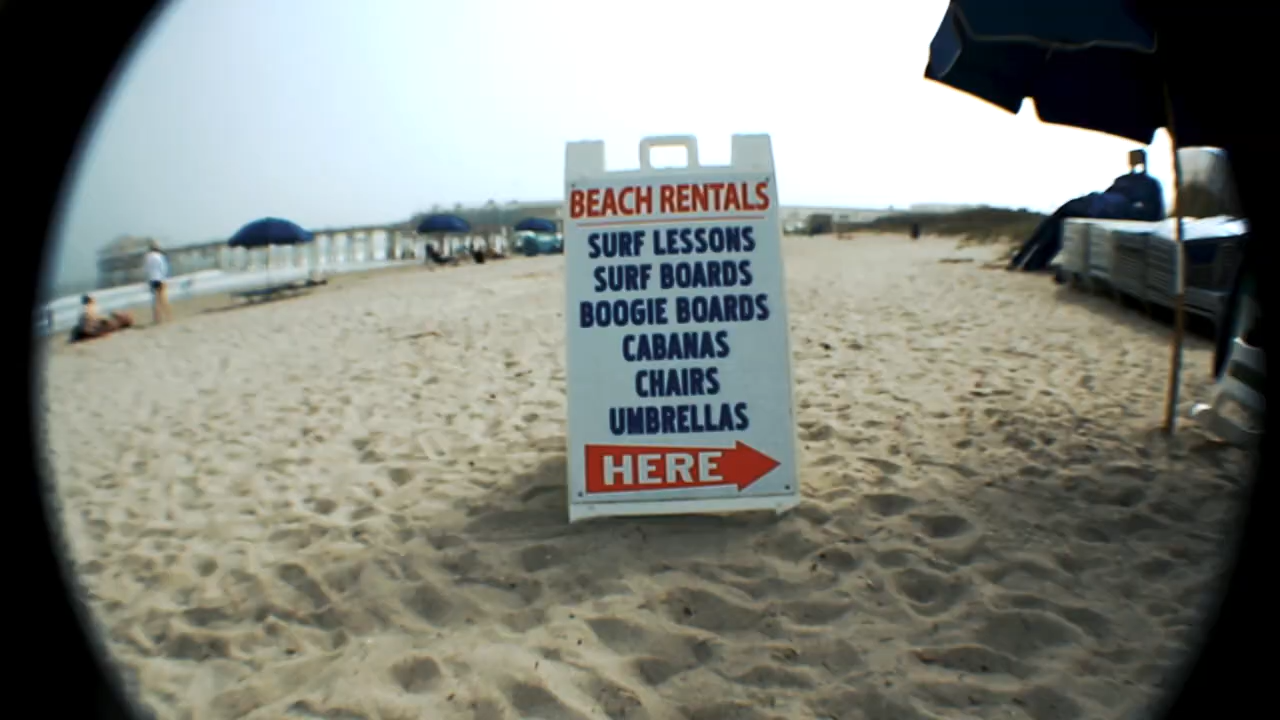 BEACH RENTALS
SURF LESSONS
SURF BOARDS
BOOGIE BOARDS
CABANAS
CHAIRS
UMBRELLAS
HERE